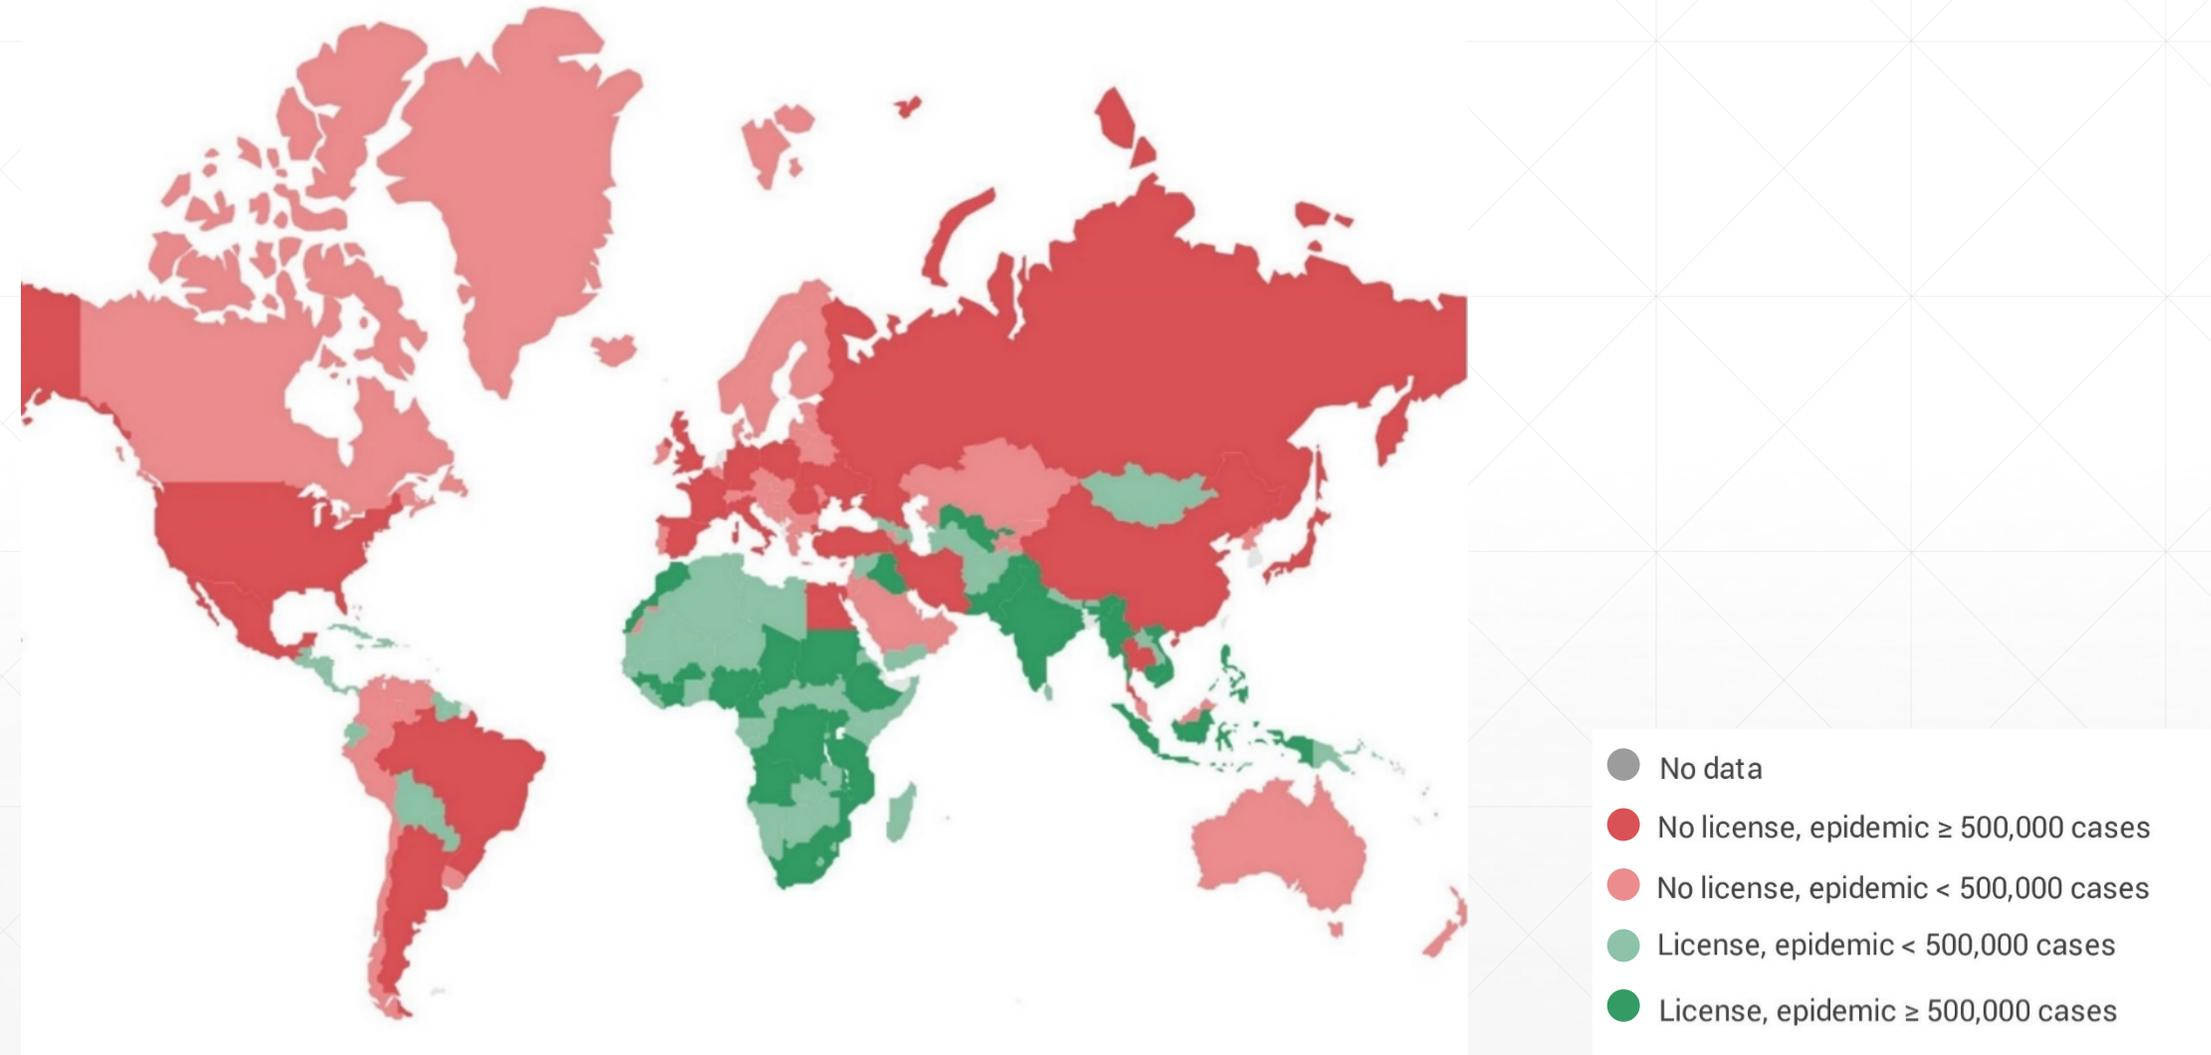 No data
No license, epidemic ≥ 500,000 cases
No license, epidemic < 500,000 cases
License, epidemic < 500,000 cases
License, epidemic ≥ 500,000 cases